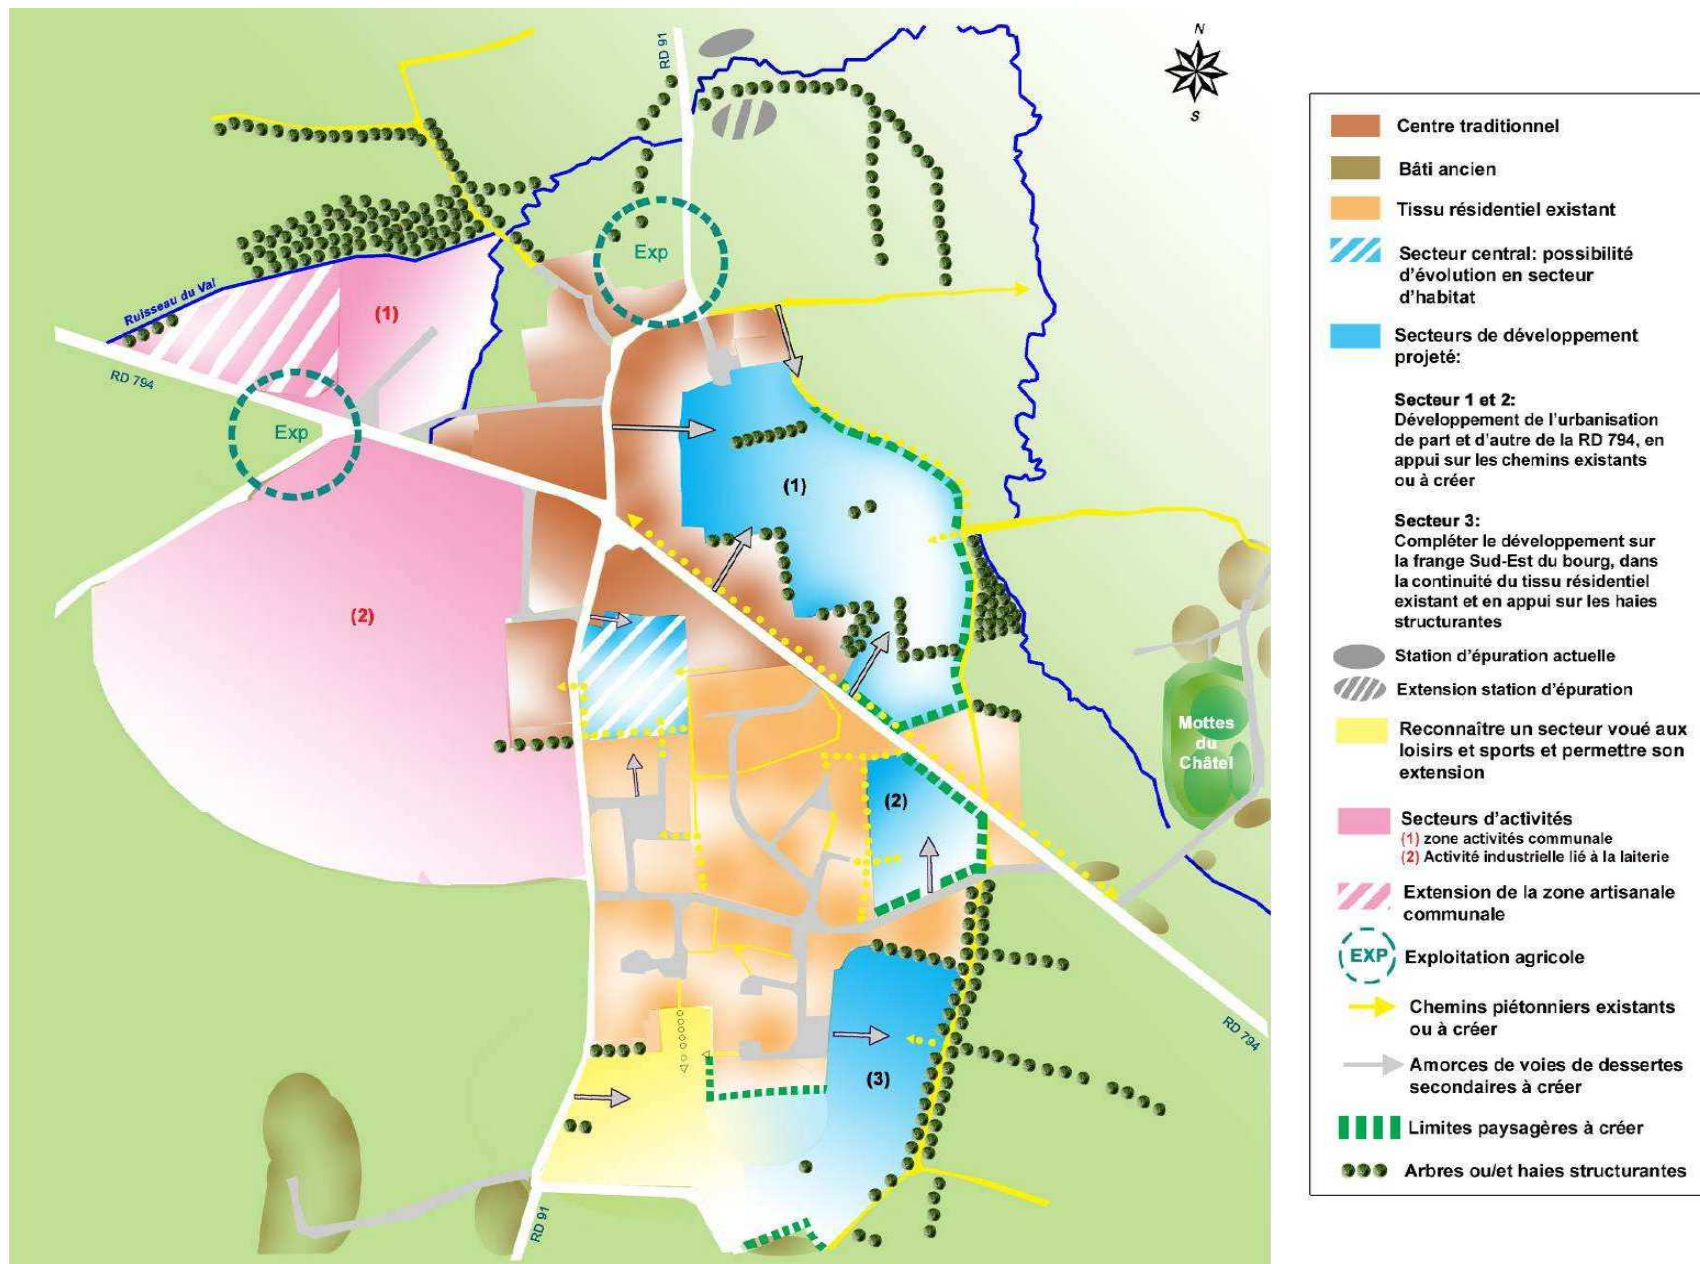 RD 91
N
S
Exp
Ruisseau du Val
(1)
RD 794
Exp
(1)
(2)
Mottes
du
Châtel
(2)
(3)
RD 794
RD 91
Centre traditionnel
Bâti ancien
Tissu résidentiel existant
Secteur central: possibilité
d'évolution en secteur
d'habitat
Secteurs de développement
projeté:
Secteur 1 et 2:
Développement de l'urbanisation
de part et d'autre de la RD 794, en
appui sur les chemins existants
ou à créer
Secteur 3:
Compléter le développement sur
la frange Sud-Est du bourg, dans
la continuité du tissu résidentiel
existant et en appui sur les haies
structurantes
Station d'épuration actuelle
Extension station d'épuration
Reconnaître un secteur voué aux
loisirs et sports et permettre son
extension
Secteurs d'activités
(1) zone activités communale
(2) Activité industrielle lié à la laiterie
Extension de la zone artisanale
communale
EXP Exploitation agricole
Chemins piétonniers existants
ou à créer
Amorces de voies de dessertes
secondaires à créer
Limites paysagères à créer
Arbres ou/et haies structurantes